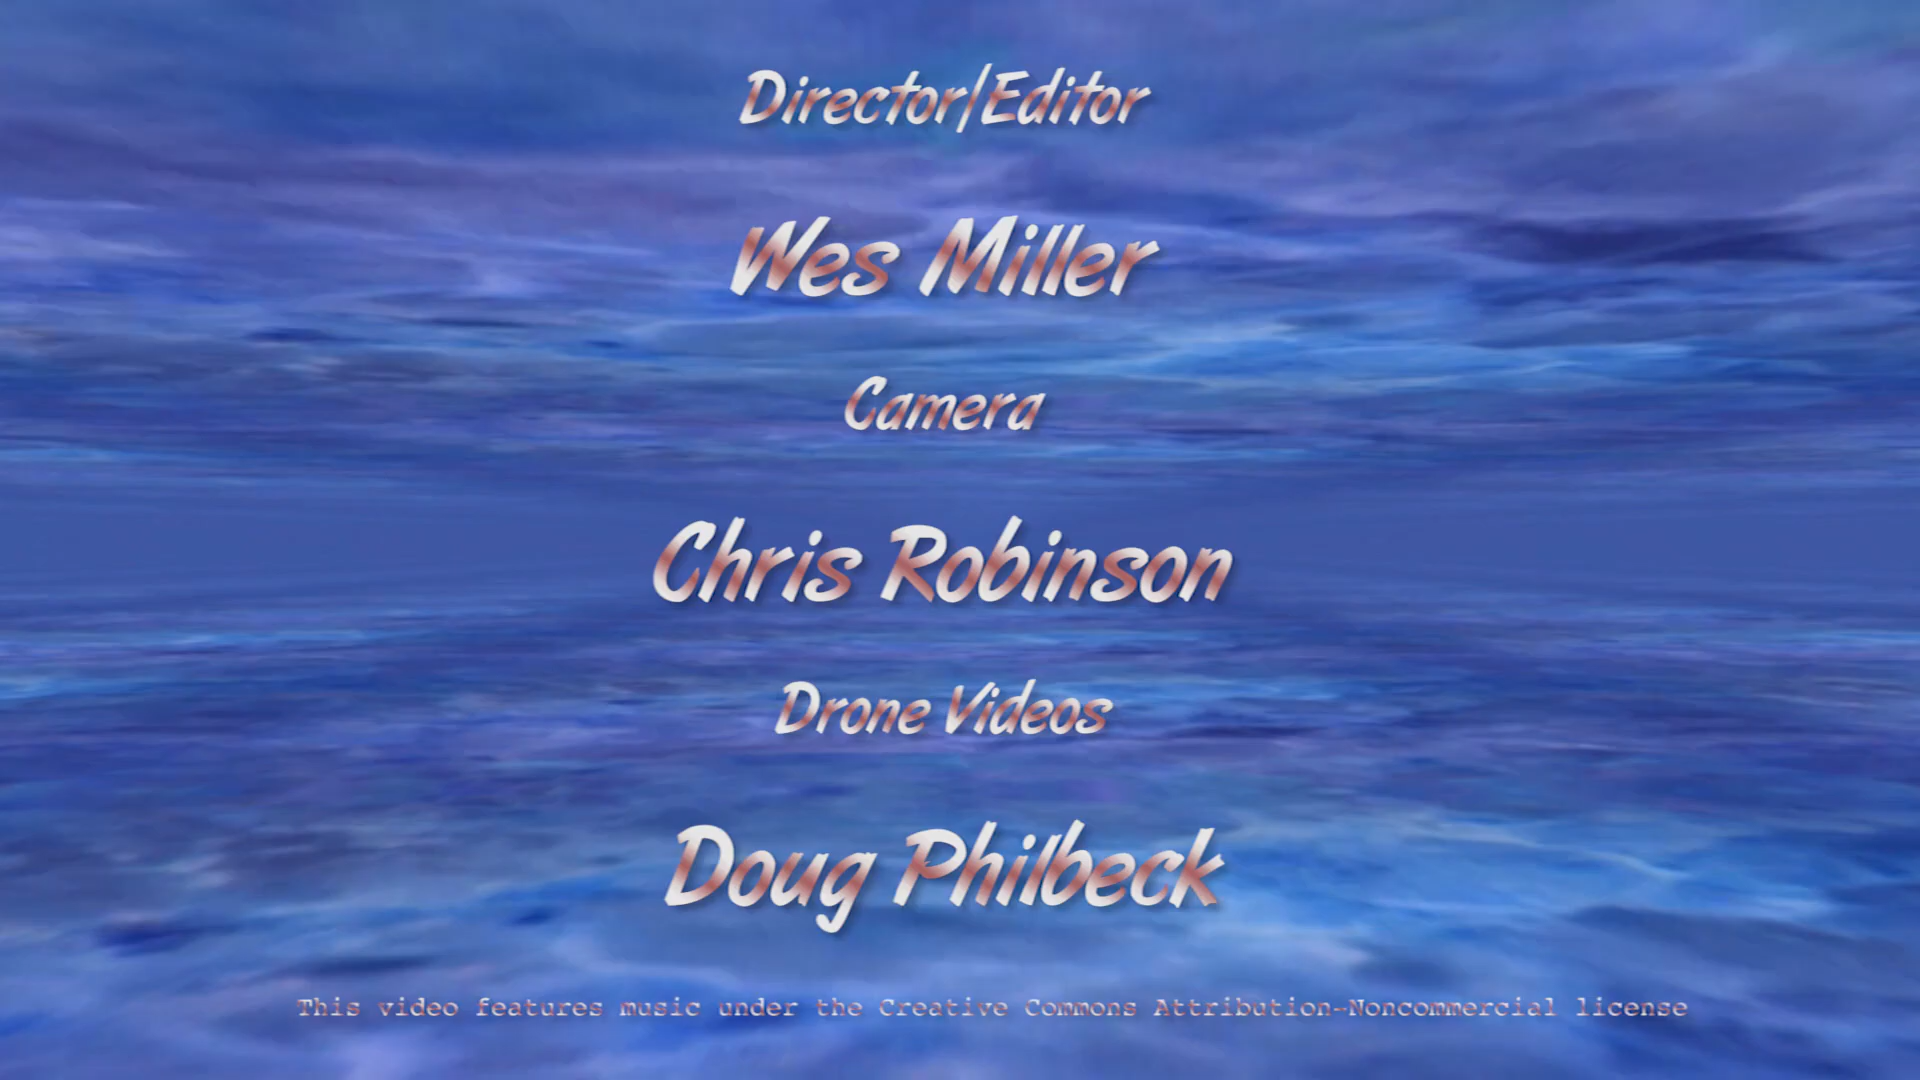 Director/Editor
Wes Miller
Camera
Chris Robinson
Drone Videos
Doug Philbeck
This video features music under the Creative Commons Attribution-Noncommercial license